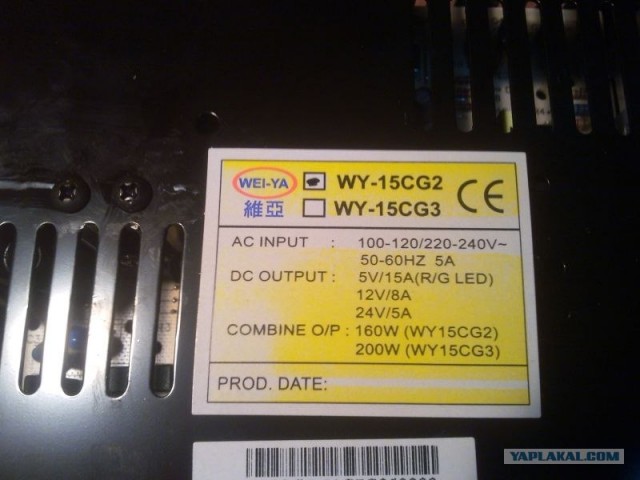 WEI-YA WY-15CG2 CE
維亞 WY-15CG3
AC INPUT : 100-120/220-240V~
50-60HZ 5A
DC OUTPUT : 5V/15A(R/G LED)
12V/8A
24V/5A
COMBINE O/P : 160W (WY15CG2)
200W (WY15CG3)
PROD. DATE:
YAPLAKAL.COM